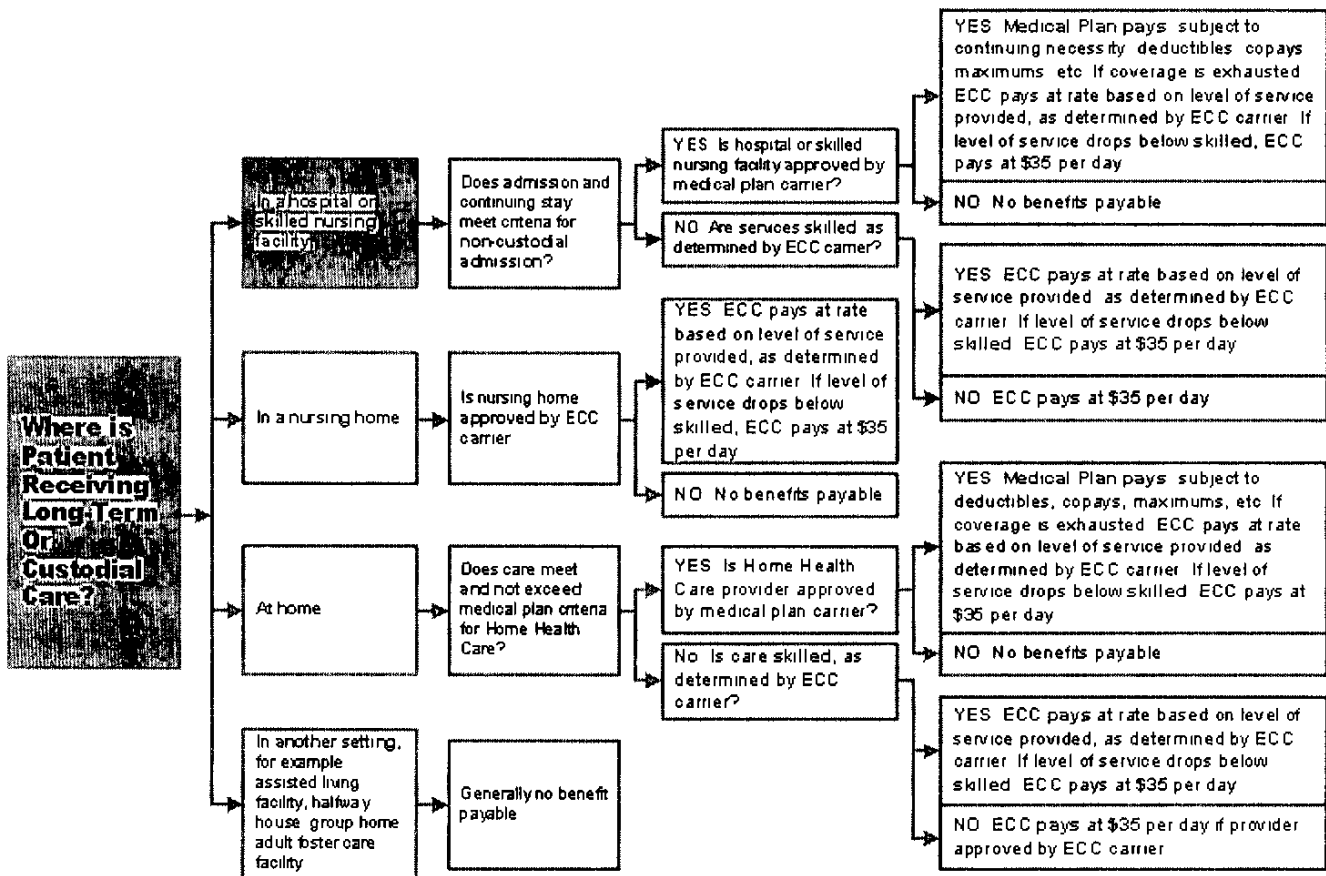 Where is
Patient
Receiving
Long-Term
Or
Custodial
Care?
In a hospital or
skilled nursing
facility
Does admission and
continuing stay
meet criteria for
non-custodial
admission?
YES Is hospital or skilled
nursing facility approved by
medical plan carrier?
YES Medical Plan pays subject to
continuing necessity deductibles copays
maximums etc If coverage is exhausted
ECC pays at rate based on level of service
provided, as determined by ECC carrier If
level of service drops below skilled, ECC
pays at $35 per day
NO No benefits payable
NO Are services skilled as
determined by ECC carrier?
YES ECC pays at rate based on level of
service provided as determined by ECC
carrier If level of service drops below
skilled ECC pays at $35 per day
NO ECC pays at $35 per day
In a nursing home
Is nursing home
approved by ECC
carrier
YES ECC pays at rate
based on level of service
provided, as determined
by ECC carrier If level of
service drops below
skilled, ECC pays at $35
per day
NO No benefits payable
At home
Does care meet
and not exceed
medical plan criteria
for Home Health
Care?
YES Is Home Health
Care provider approved
by medical plan carrier?
YES Medical Plan pays subject to
deductibles, copays, maximums, etc If
coverage is exhausted ECC pays at rate
based on level of service provided as
determined by ECC carrier If level of
service drops below skilled ECC pays at
$35 per day
NO No benefits payable
No Is care skilled, as
determined by ECC
carrier?
YES ECC pays at rate based on level of
service provided, as determined by ECC
carrier If level of service drops below
skilled ECC pays at $35 per day
NO ECC pays at $35 per day if provider
approved by ECC carrier
In another setting,
for example
assisted living
facility, halfway
house group home
adult foster care
facility
Generally no benefit
payable